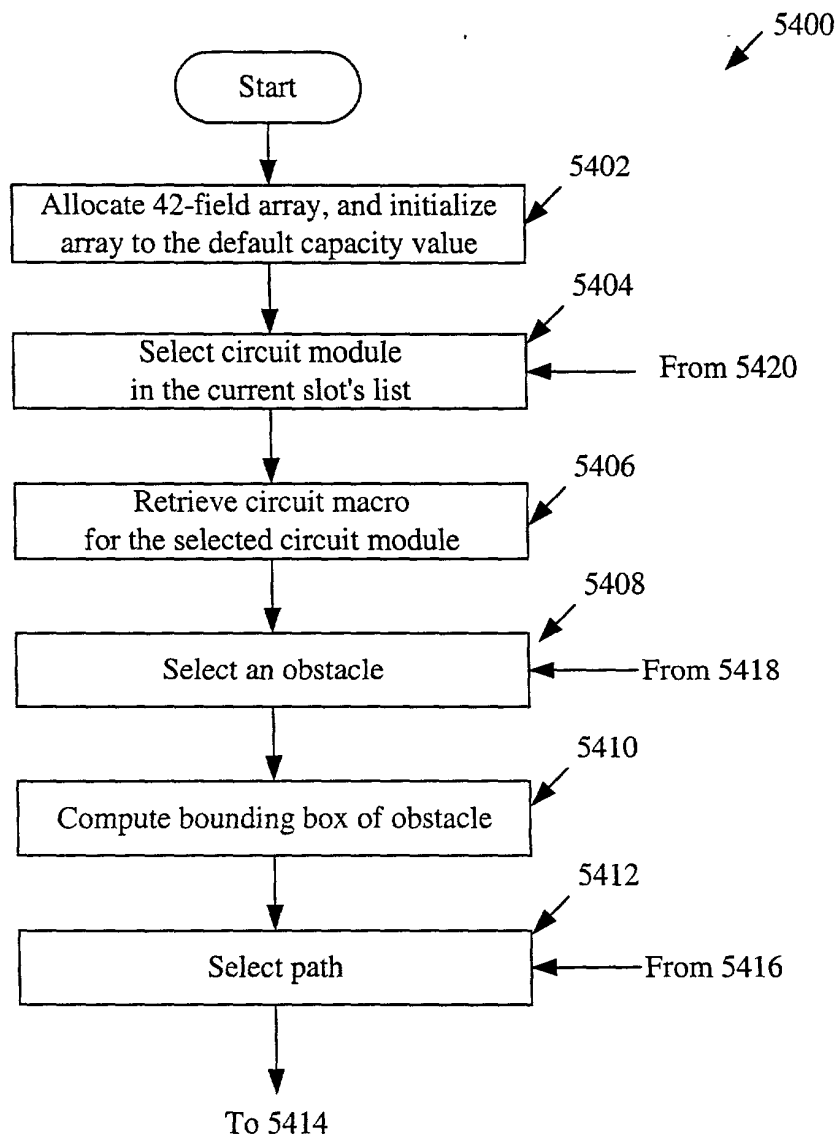 5400
Start
5402
Allocate 42-field array, and initialize
array to the default capacity value
5404
Select circuit module
in the current slot's list
From 5420
5406
Retrieve circuit macro
for the selected circuit module
5408
Select an obstacle
From 5418
5410
Compute bounding box of obstacle
5412
Select path
From 5416
To 5414